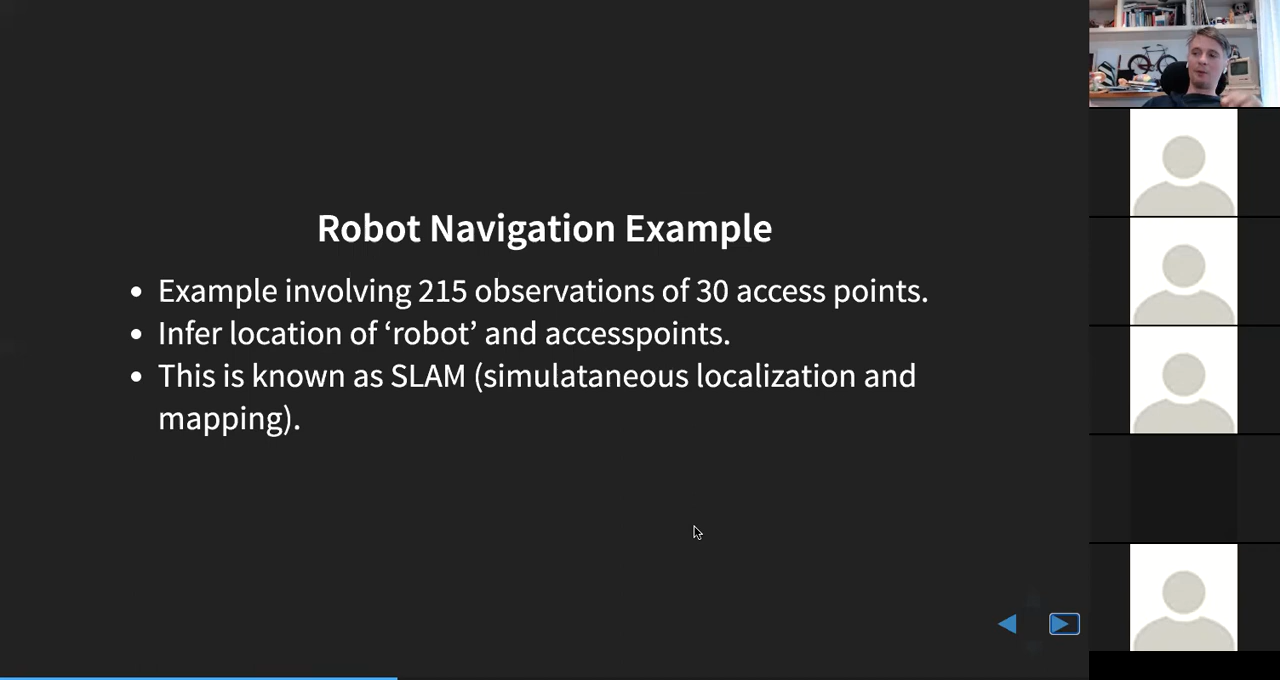 Robot Navigation Example
• Example involving 215 observations of 30 access points.
• Infer location of ‘robot’ and accesspoints.
• This is known as SLAM (simulataneous localization and
mapping).